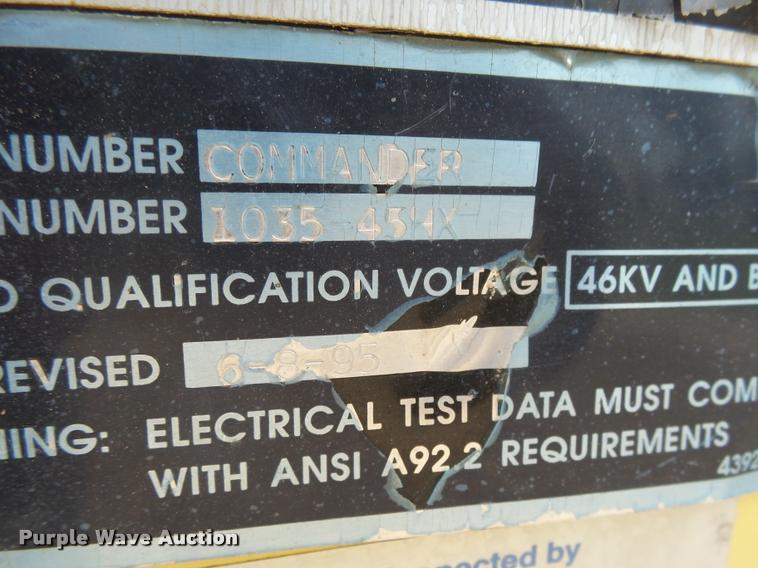 NUMBER COMMANDER
NUMBER 1035-45HX
D QUALIFICATION VOLTAGE 46KV AND B
REVISED 6-8-95
NING: ELECTRICAL TEST DATA MUST COM
WITH ANSI A92.2 REQUIREMENTS
4392
pected by
Purple Wave Auction